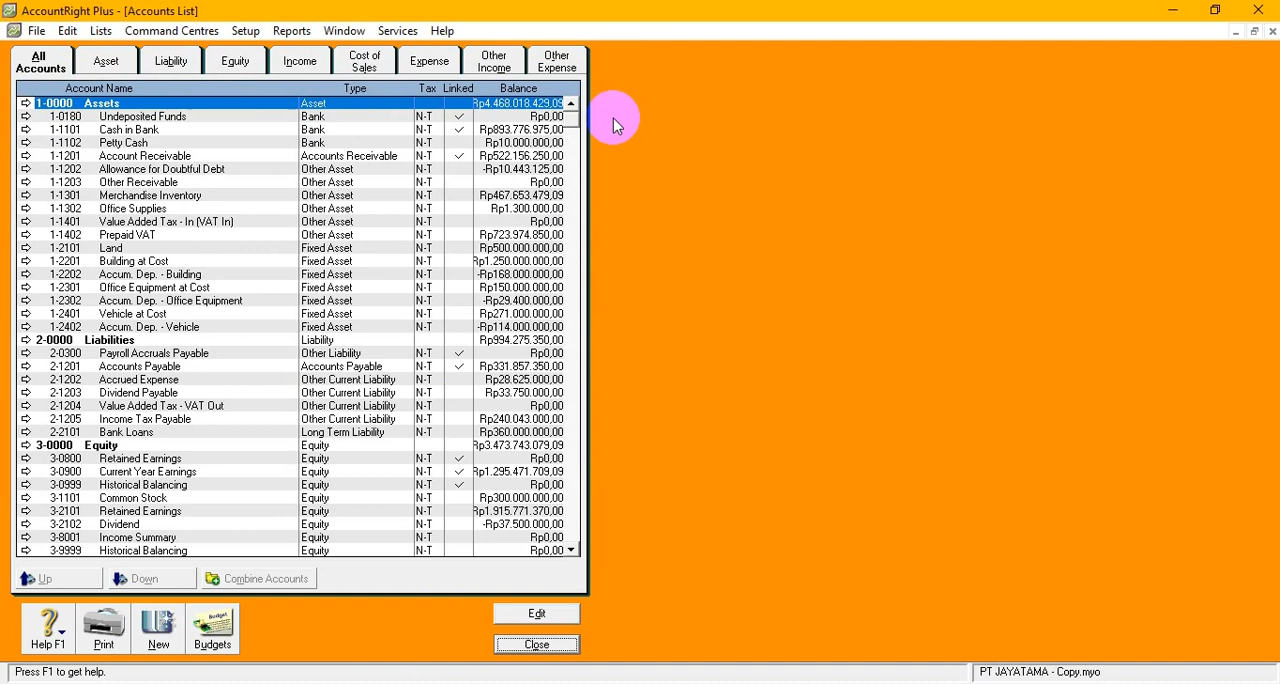 AccountRight Plus - [Accounts List]
File Edit Lists Command Centres Setup Reports Window Services Help
All Accounts Asset Liability Equity Income Cost of Sales Expense Other Income Other Expense
Account Name Type Tax Linked Balance
1-0000 Assets Asset Rp4.468.018.429,09
1-0180 Undeposited Funds Bank N-T Rp0,00
1-1101 Cash in Bank Bank N-T Rp893.776.975,00
1-1102 Petty Cash Bank N-T Rp10.000.000,00
1-1201 Account Receivable Accounts Receivable N-T Rp522.156.250,00
1-1202 Allowance for Doubtful Debt Other Asset N-T -Rp10.443.125,00
1-1203 Other Receivable Other Asset N-T Rp0,00
1-1301 Merchandise Inventory Other Asset N-T Rp467.653.479,09
1-1302 Office Supplies Other Asset N-T Rp1.300.000,00
1-1401 Value Added Tax - In (VAT In) Other Asset N-T Rp0,00
1-1402 Prepaid VAT Other Asset N-T Rp723.974.850,00
1-2101 Land Fixed Asset N-T Rp500.000.000,00
1-2201 Building at Cost Fixed Asset N-T Rp1.250.000.000,00
1-2202 Accum. Dep. - Building Fixed Asset N-T -Rp168.000.000,00
1-2301 Office Equipment at Cost Fixed Asset N-T Rp150.000.000,00
1-2302 Accum. Dep. - Office Equipment Fixed Asset N-T -Rp29.400.000,00
1-2401 Vehicle at Cost Fixed Asset N-T Rp271.000.000,00
1-2402 Accum. Dep. - Vehicle Fixed Asset N-T -Rp114.000.000,00
2-0000 Liabilities Liability Rp994.275.350,00
2-0300 Payroll Accruals Payable Other Liability N-T Rp0,00
2-1201 Accounts Payable Accounts Payable N-T Rp331.857.350,00
2-1202 Accrued Expense Other Current Liability N-T Rp28.625.000,00
2-1203 Dividend Payable Other Current Liability N-T Rp33.750.000,00
2-1204 Value Added Tax - VAT Out Other Current Liability N-T Rp0,00
2-1205 Income Tax Payable Other Current Liability N-T Rp240.043.000,00
2-2101 Bank Loans Long Term Liability N-T Rp360.000.000,00
3-0000 Equity Equity Rp3.473.743.079,09
3-0800 Retained Earnings Equity N-T Rp0,00
3-0900 Current Year Earnings Equity N-T Rp1.295.471.709,09
3-0999 Historical Balancing Equity N-T Rp0,00
3-1101 Common Stock Equity N-T Rp300.000.000,00
3-2101 Retained Earnings Equity N-T Rp1.915.771.370,00
3-2102 Dividend Equity N-T -Rp37.500.000,00
3-8001 Income Summary Equity N-T Rp0,00
3-9999 Historical Balancing Equity N-T Rp0,00
Up Down Combine Accounts
Edit
Help F1 Print New Budgets
Close
Press F1 to get help. PT JAYATAMA - Copy.myo